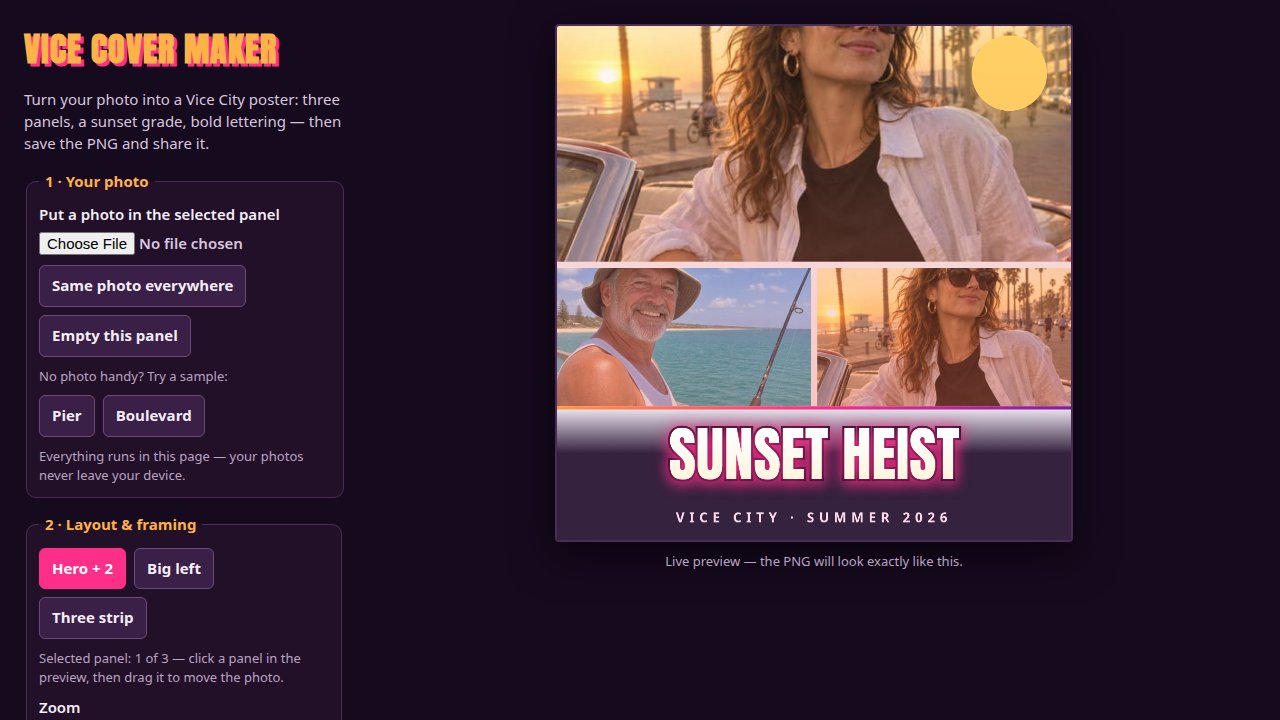 VICE COVER MAKER
Turn your photo into a Vice City poster: three
panels, a sunset grade, bold lettering — then
save the PNG and share it.
1 · Your photo
Put a photo in the selected panel
Choose File No file chosen
Same photo everywhere
Empty this panel
No photo handy? Try a sample:
Pier
Boulevard
Everything runs in this page — your photos
never leave your device.
2 · Layout & framing
Hero + 2
Big left
Three strip
Selected panel: 1 of 3 — click a panel in the
preview, then drag it to move the photo.
Zoom
SUNSET HEIST
VICE CITY · SUMMER 2026
Live preview — the PNG will look exactly like this.